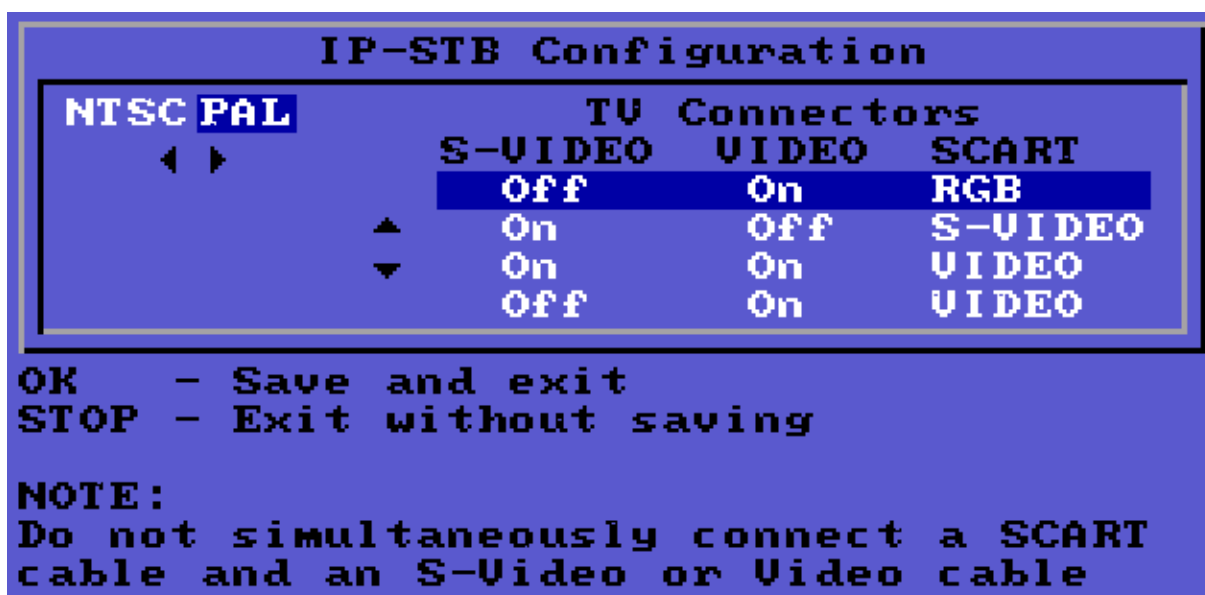 IP-STB Configuration
NTSC PAL TV Connectors
S-VIDEO VIDEO SCART
Off On RGB
On Off S-VIDEO
On On VIDEO
Off On VIDEO
OK - Save and exit
STOP - Exit without saving
NOTE:
Do not simultaneously connect a SCART
cable and an S-Video or Video cable